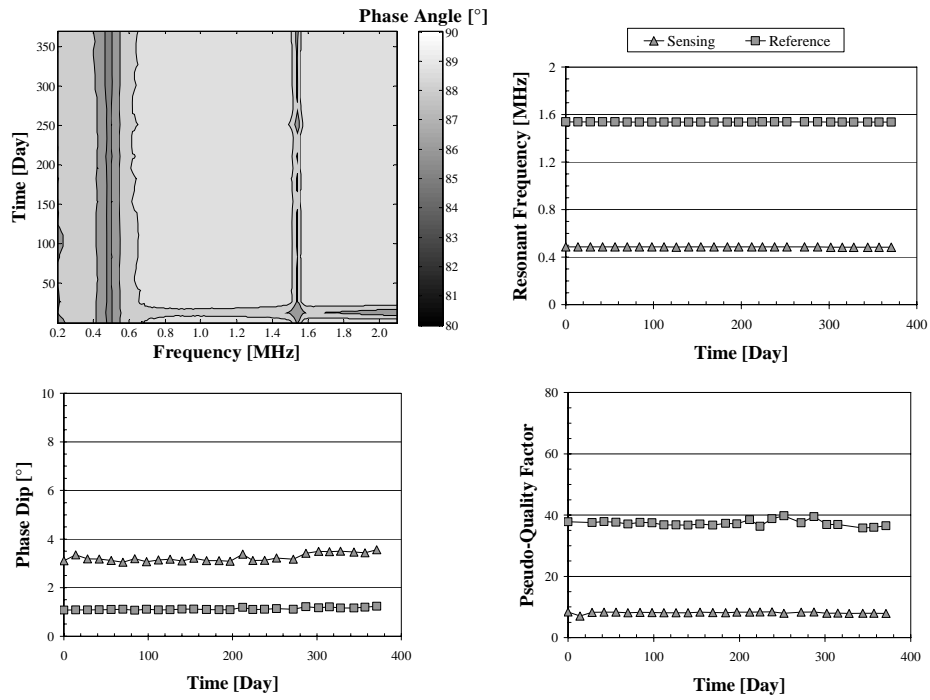 Phase Angle [°]
350
300
250
200
150
100
50
Time [Day]
0.2 0.4 0.6 0.8 1.0 1.2 1.4 1.6 1.8 2.0
Frequency [MHz]
90
89
88
87
86
85
84
83
82
81
80
Sensing Reference
2
1.6
1.2
0.8
0.4
0
Resonant Frequency [MHz]
0 100 200 300 400
Time [Day]
10
8
6
4
2
0
Phase Dip [°]
0 100 200 300 400
Time [Day]
80
60
40
20
0
Pseudo-Quality Factor
0 100 200 300 400
Time [Day]